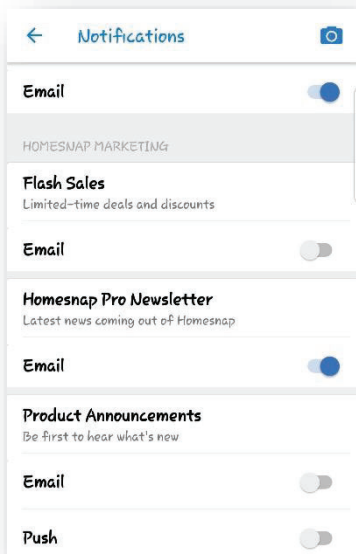 Notifications
Email
HOMESNAP MARKETING
Flash Sales
Limited-time deals and discounts
Email
Homesnap Pro Newsletter
Latest news coming out of Homesnap
Email
Product Announcements
Be first to hear what's new
Email
Push